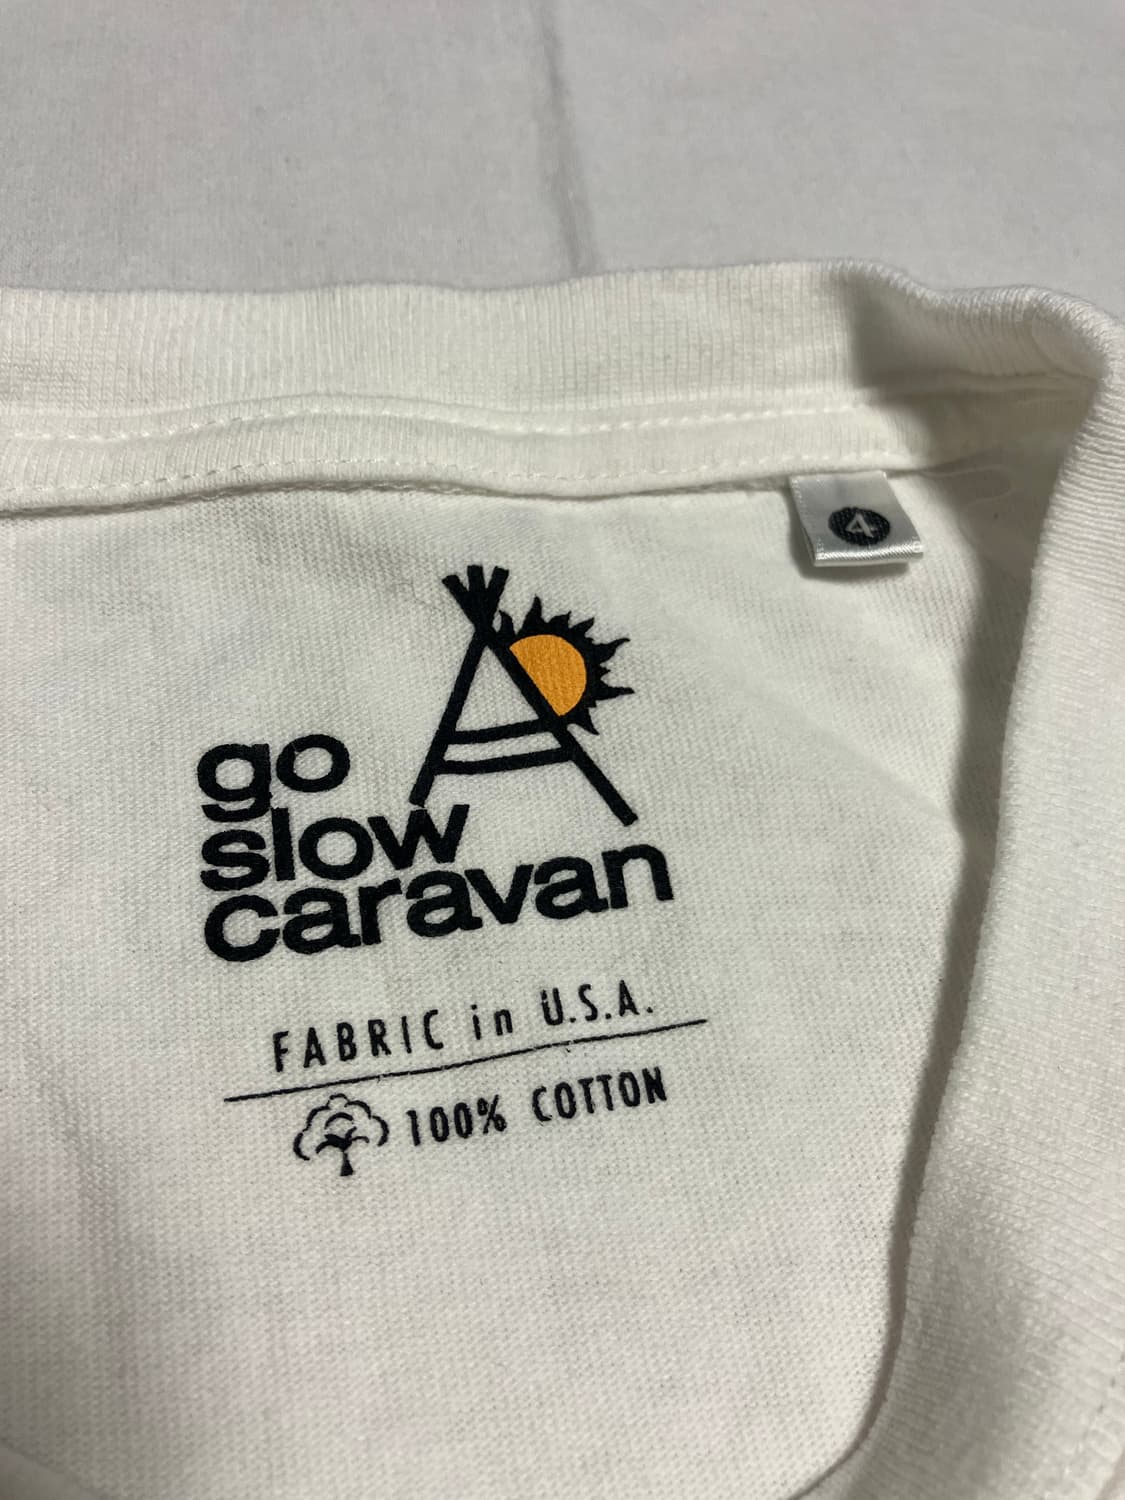 4
go
slow
caravan
FABRIC in U.S.A.
100% COTTON